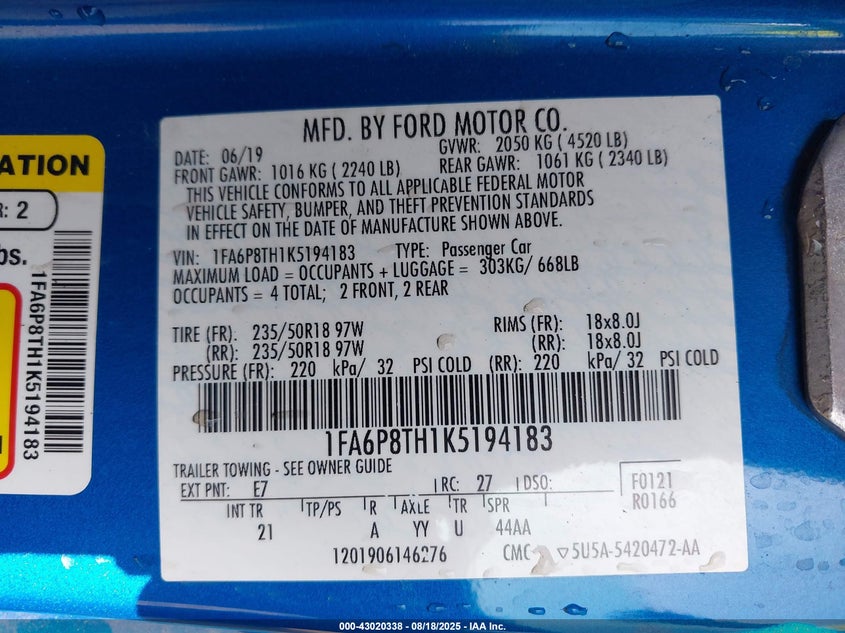 MFD. BY FORD MOTOR CO.
DATE: 06/19 GVWR: 2050 KG ( 4520 LB)
FRONT GAWR: 1016 KG ( 2240 LB) REAR GAWR: 1061 KG ( 2340 LB)
THIS VEHICLE CONFORMS TO ALL APPLICABLE FEDERAL MOTOR
VEHICLE SAFETY, BUMPER, AND THEFT PREVENTION STANDARDS
IN EFFECT ON THE DATE OF MANUFACTURE SHOWN ABOVE.
VIN: 1FA6P8TH1K5194183 TYPE: Passenger Car
MAXIMUM LOAD = OCCUPANTS + LUGGAGE = 303KG/ 668LB
OCCUPANTS = 4 TOTAL; 2 FRONT, 2 REAR
TIRE (FR): 235/50R18 97W RIMS (FR): 18x8.0J
(RR): 235/50R18 97W (RR): 18x8.0J
PRESSURE (FR): 220 kPa/ 32 PSI COLD (RR): 220 kPa/ 32 PSI COLD
1FA6P8TH1K5194183
TRAILER TOWING - SEE OWNER GUIDE
EXT PNT: E7 RC: 27 DSO: F0121
R0166
INT TR TP/PS R AXLE TR SPR
21 A YY U 44AA
1201906146276 CMC 5U5A-5420472-AA
ATION
R: 2
bs.
1FA6P8TH1K5194183
000-43020338 - 08/18/2025 - IAA Inc.